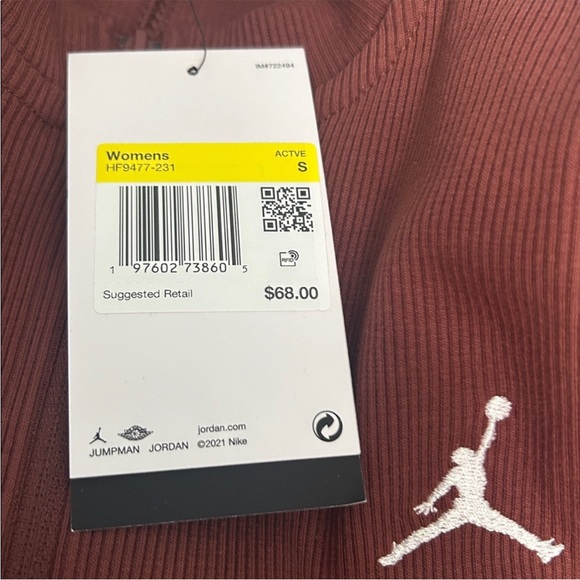 IM#722494
Womens ACTVE
HF9477-231 S
1 97602 73860 5
RFID
Suggested Retail $68.00
jordan.com
JUMPMAN JORDAN ©2021 Nike